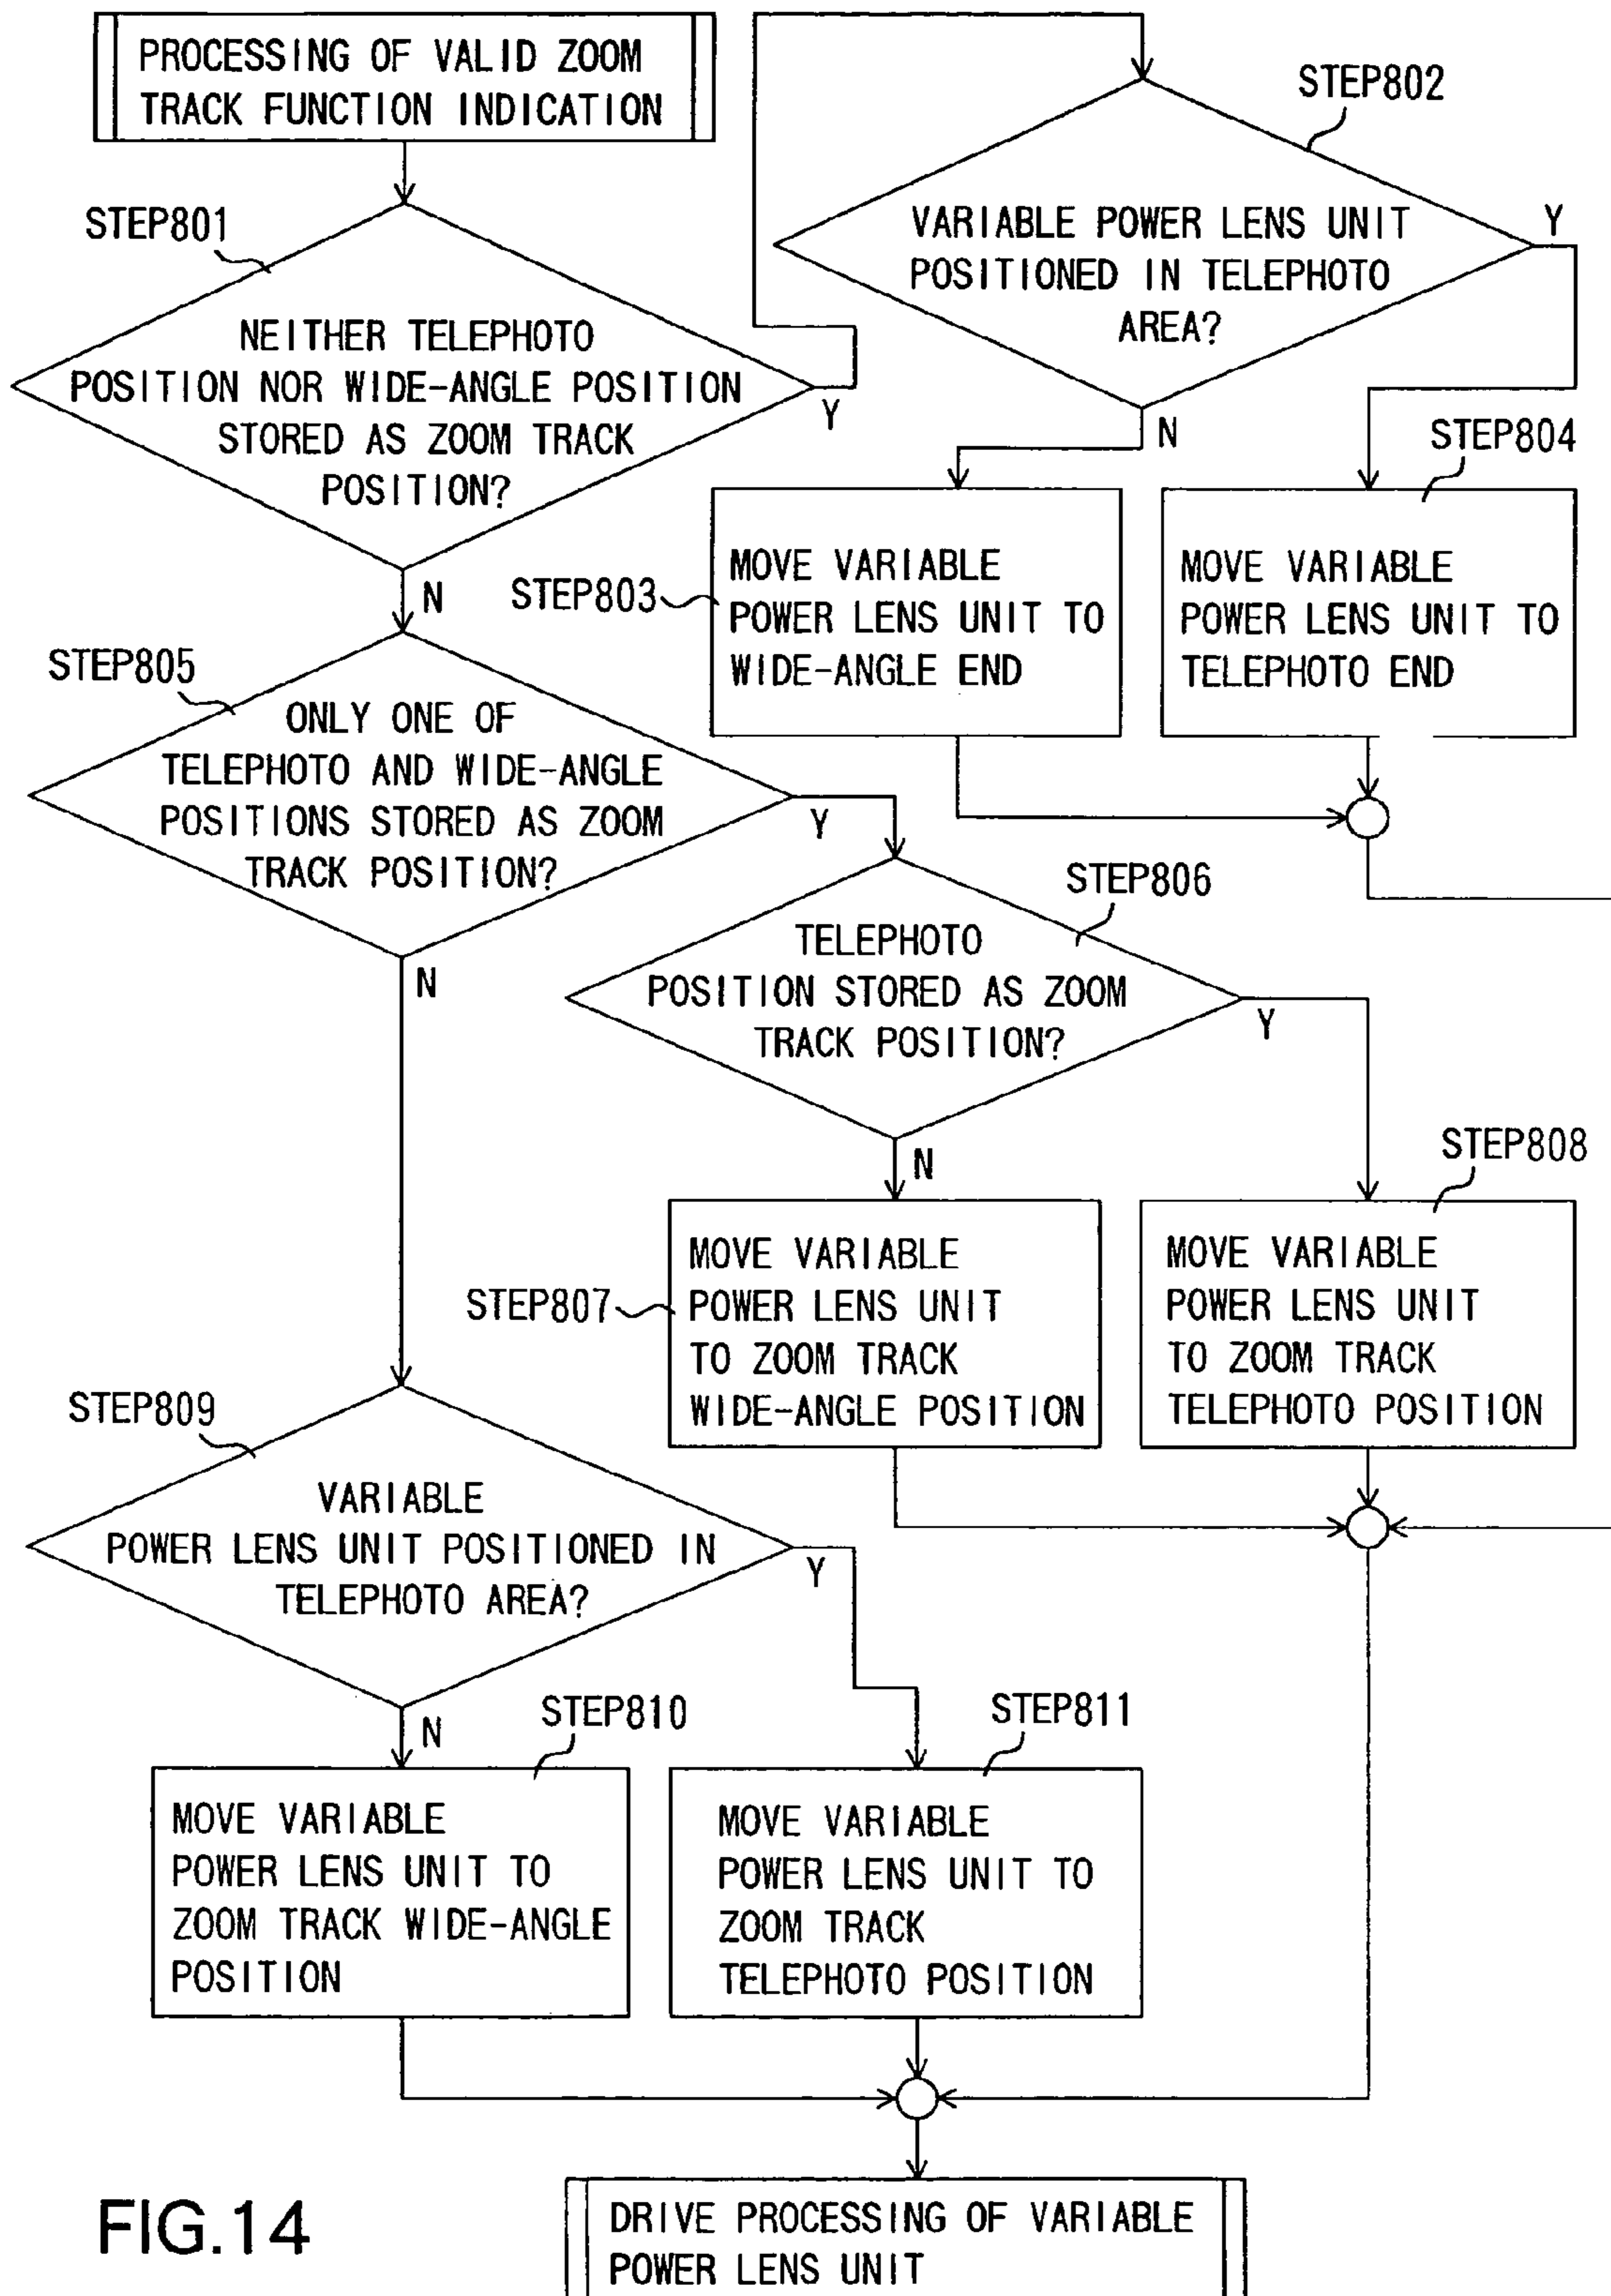 PROCESSING OF VALID ZOOM
TRACK FUNCTION INDICATION
STEP801
NEITHER TELEPHOTO
POSITION NOR WIDE-ANGLE POSITION
STORED AS ZOOM TRACK
POSITION?
Y
N
STEP802
VARIABLE POWER LENS UNIT
POSITIONED IN TELEPHOTO
AREA?
Y
N
STEP803
MOVE VARIABLE
POWER LENS UNIT TO
WIDE-ANGLE END
STEP804
MOVE VARIABLE
POWER LENS UNIT TO
TELEPHOTO END
STEP805
ONLY ONE OF
TELEPHOTO AND WIDE-ANGLE
POSITIONS STORED AS ZOOM
TRACK POSITION?
Y
N
STEP806
TELEPHOTO
POSITION STORED AS ZOOM
TRACK POSITION?
Y
N
STEP807
MOVE VARIABLE
POWER LENS UNIT
TO ZOOM TRACK
WIDE-ANGLE POSITION
STEP808
MOVE VARIABLE
POWER LENS UNIT
TO ZOOM TRACK
TELEPHOTO POSITION
STEP809
VARIABLE
POWER LENS UNIT POSITIONED IN
TELEPHOTO AREA?
Y
N
STEP810
MOVE VARIABLE
POWER LENS UNIT TO
ZOOM TRACK WIDE-ANGLE
POSITION
STEP811
MOVE VARIABLE
POWER LENS UNIT TO
ZOOM TRACK
TELEPHOTO POSITION
DRIVE PROCESSING OF VARIABLE
POWER LENS UNIT
FIG.14